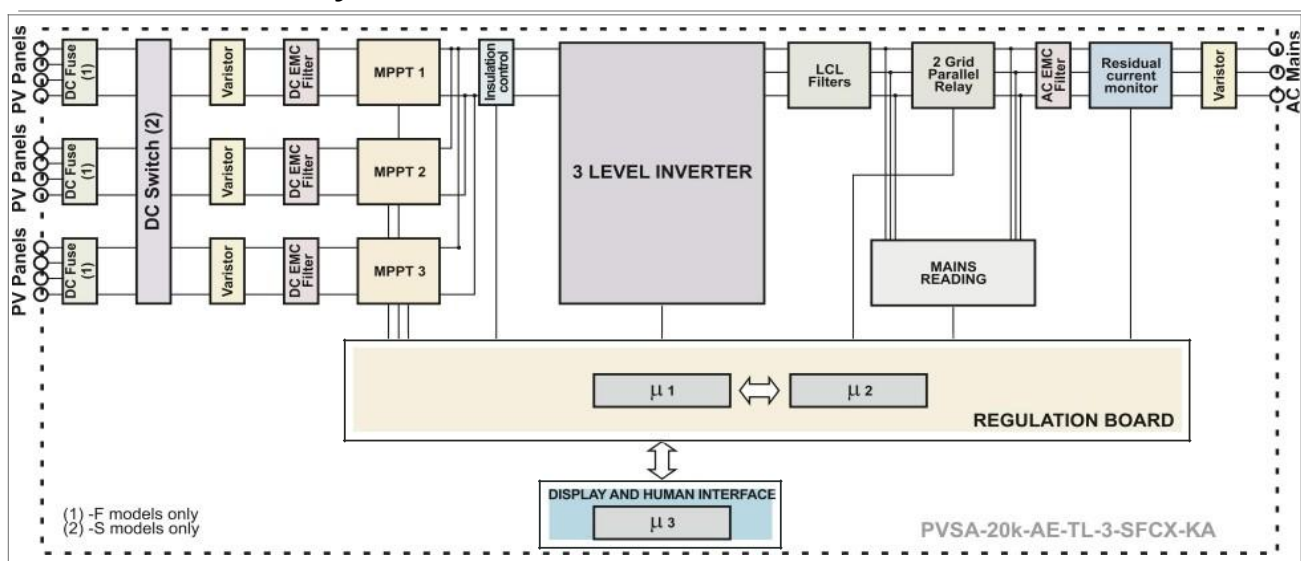 PV Panels
DC Fuse
(1)
DC Switch (2)
Varistor
DC EMC
Filter
MPPT 1
Insulation
control
3 LEVEL INVERTER
LCL
Filters
2 Grid
Parallel
Relay
AC EMC
Filter
Residual
current
monitor
Varistor
AC Mains
PV Panels
DC Fuse
(1)
Varistor
DC EMC
Filter
MPPT 2
PV Panels
DC Fuse
(1)
Varistor
DC EMC
Filter
MPPT 3
MAINS
READING
μ 1
μ 2
REGULATION BOARD
DISPLAY AND HUMAN INTERFACE
μ 3
(1) -F models only
(2) -S models only
PVSA-20k-AE-TL-3-SFCX-KA